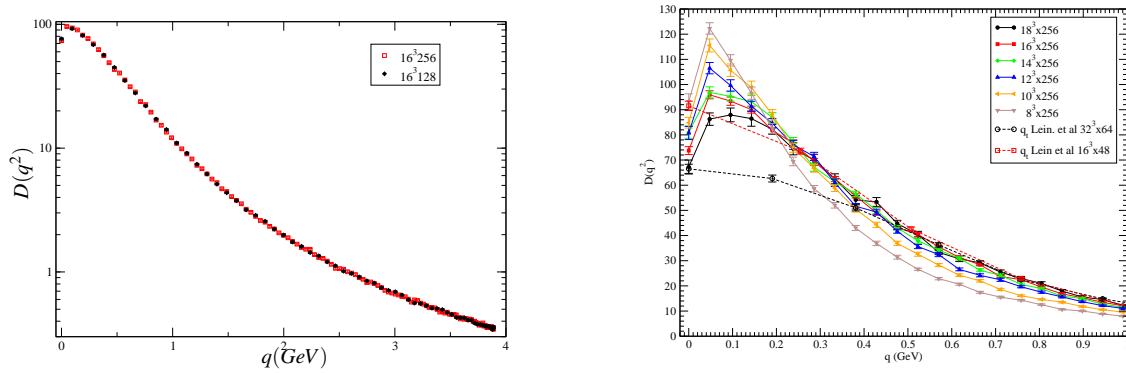 100
10
1
D(q²)
16³256
16³128
0 1 2 3 4
q(GeV)
130
120
110
100
90
80
70
60
50
40
30
20
10
0
D(q²)
18³x256
16³x256
14³x256
12³x256
10³x256
8³x256
qₜ Lein. et al 32³x64
qₜ Lein et al 16³x48
0 0.1 0.2 0.3 0.4 0.5 0.6 0.7 0.8 0.9
q (GeV)